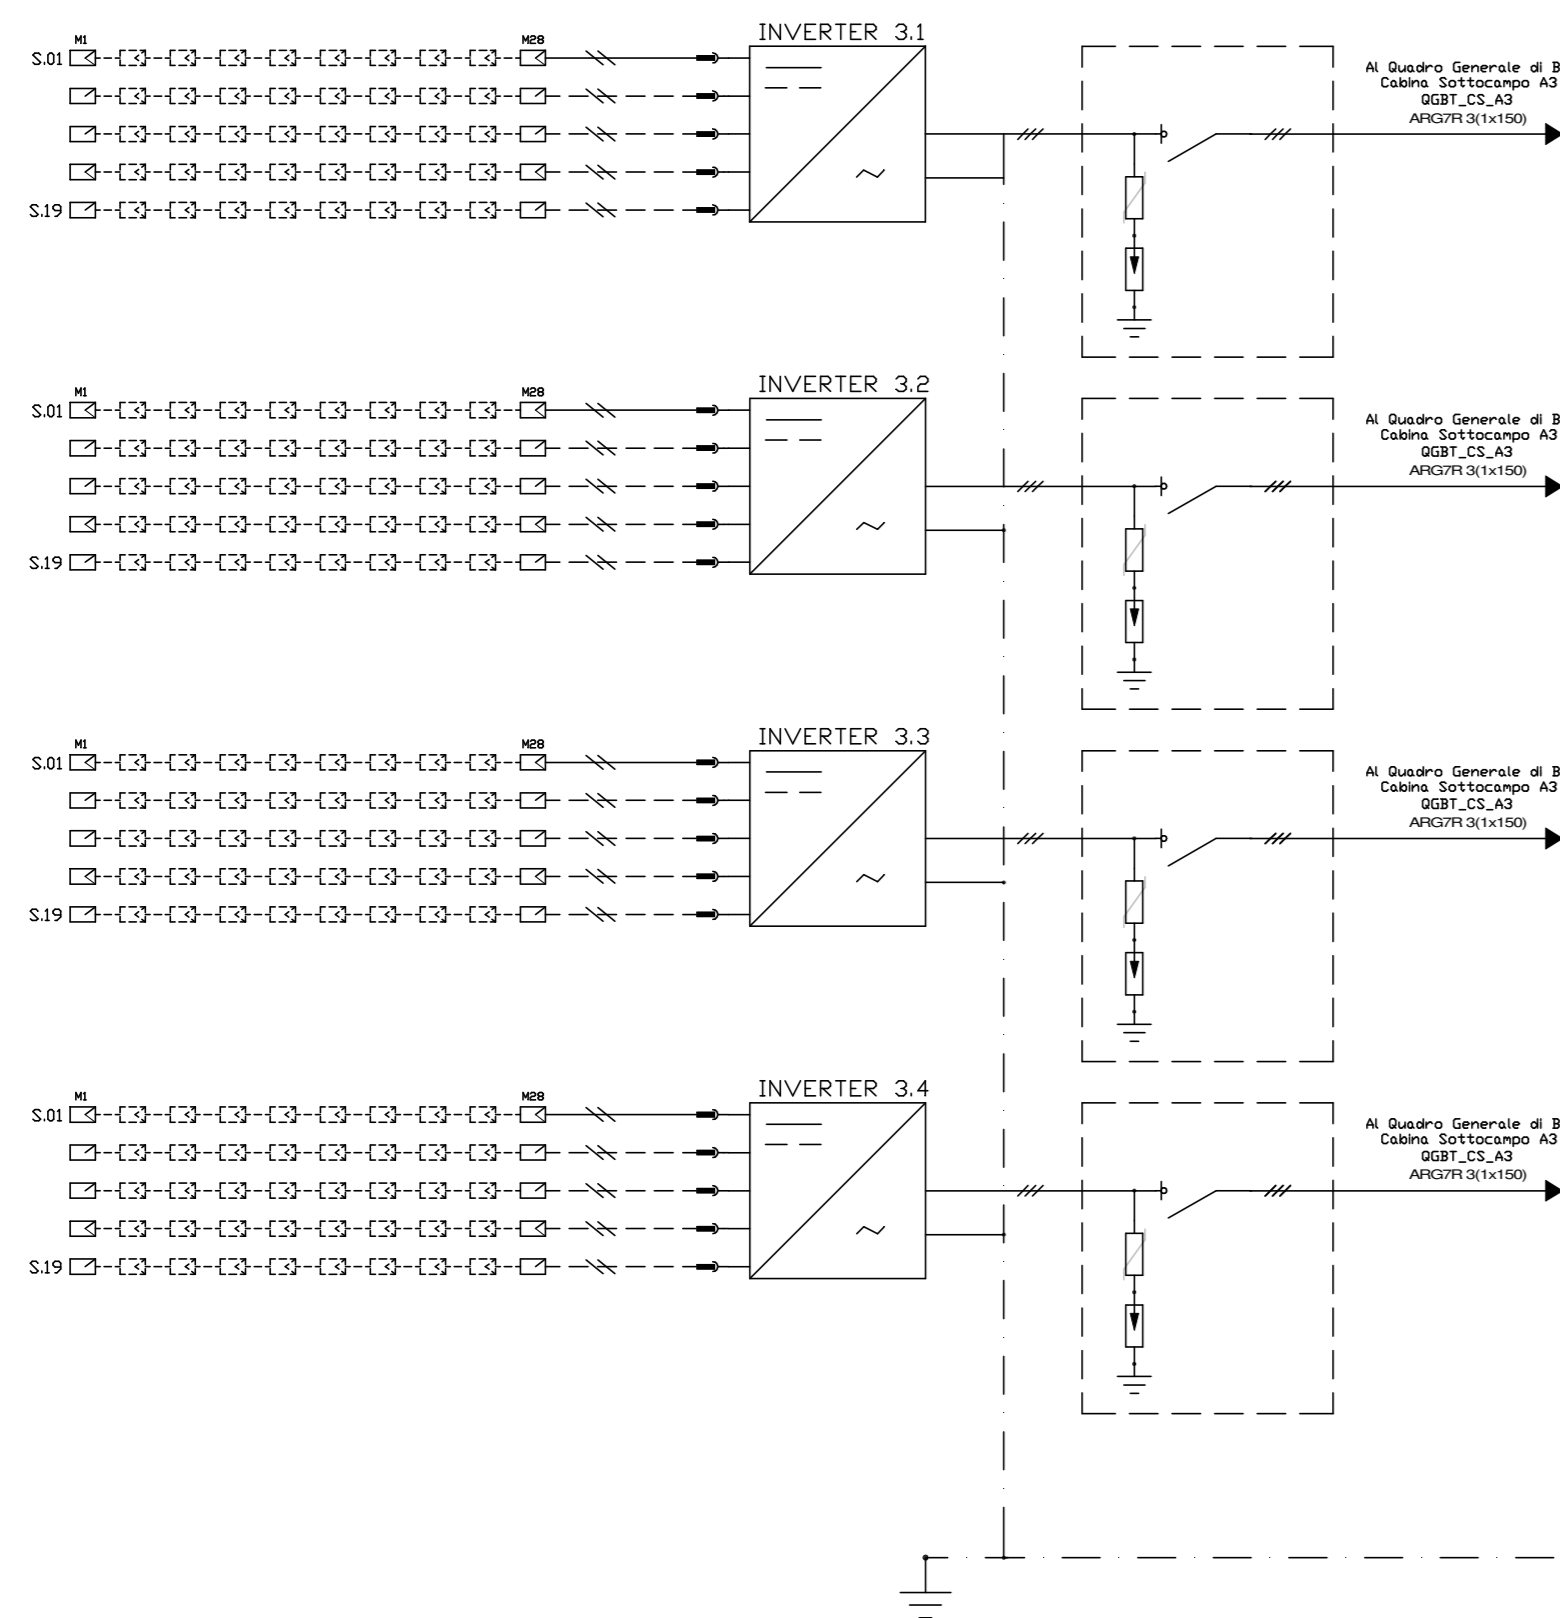 INVERTER 3.1
M1
M28
S.01
S.19
Al Quadro Generale di B
Cabina Sottocampo A3
QGBT_CS_A3
ARG7R 3(1x150)
INVERTER 3.2
M1
M28
S.01
S.19
Al Quadro Generale di B
Cabina Sottocampo A3
QGBT_CS_A3
ARG7R 3(1x150)
INVERTER 3.3
M1
M28
S.01
S.19
Al Quadro Generale di B
Cabina Sottocampo A3
QGBT_CS_A3
ARG7R 3(1x150)
INVERTER 3.4
M1
M28
S.01
S.19
Al Quadro Generale di B
Cabina Sottocampo A3
QGBT_CS_A3
ARG7R 3(1x150)